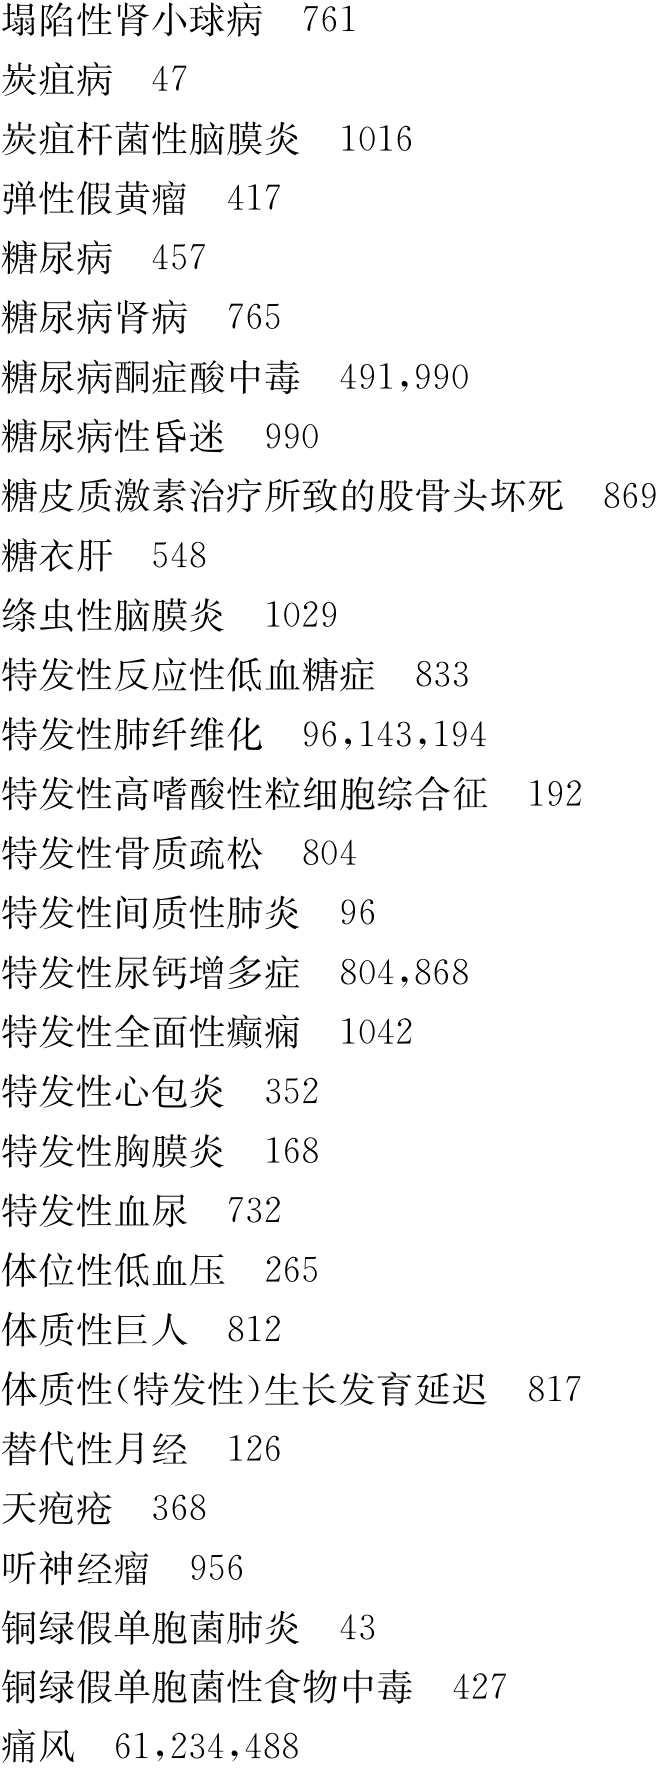 塌陷性肾小球病　761
炭疽病　47
炭疽杆菌性脑膜炎　1016
弹性假黄瘤　417
糖尿病　457
糖尿病肾病　765
糖尿病酮症酸中毒　491,990
糖尿病性昏迷　990
糖皮质激素治疗所致的股骨头坏死　869
糖衣肝　548
绦虫性脑膜炎　1029
特发性反应性低血糖症　833
特发性肺纤维化　96,143,194
特发性高嗜酸性粒细胞综合征　192
特发性骨质疏松　804
特发性间质性肺炎　96
特发性尿钙增多症　804,868
特发性全面性癫痫　1042
特发性心包炎　352
特发性胸膜炎　168
特发性血尿　732
体位性低血压　265
体质性巨人　812
体质性(特发性)生长发育延迟　817
替代性月经　126
天疱疮　368
听神经瘤　956
铜绿假单胞菌肺炎　43
铜绿假单胞菌性食物中毒　427
痛风　61,234,488